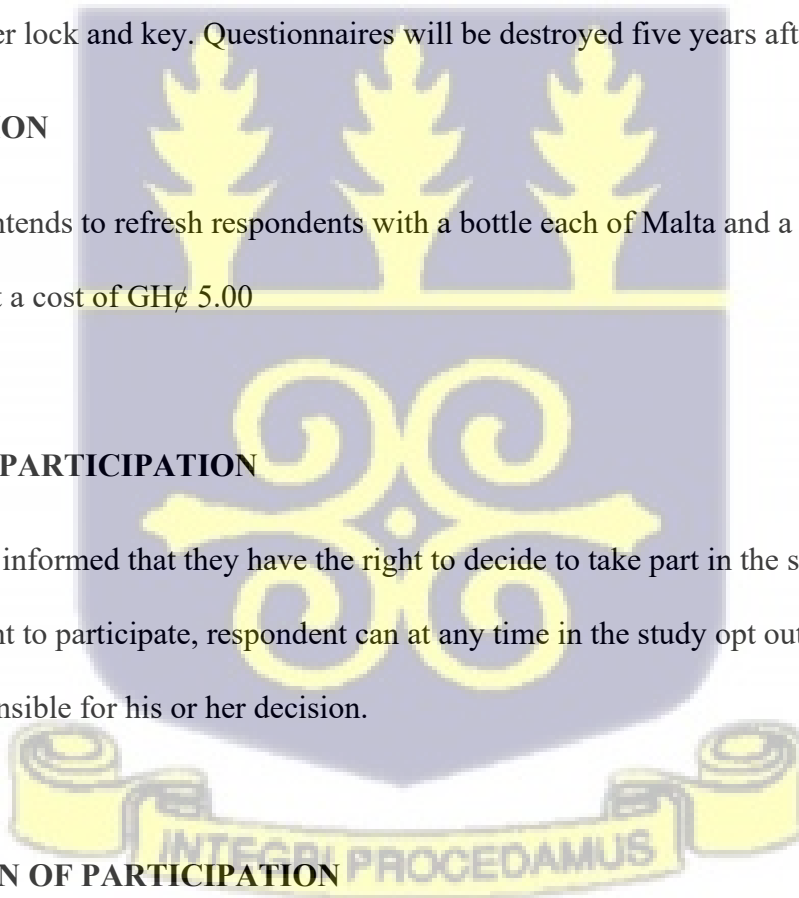 er lock and key. Questionnaires will be destroyed five years aft
ON
ntends to refresh respondents with a bottle each of Malta and a
t a cost of GH¢ 5.00
PARTICIPATION
informed that they have the right to decide to take part in the s
nt to participate, respondent can at any time in the study opt out
nsible for his or her decision.
INTEGRI PROCEDAMUS
N OF PARTICIPATION